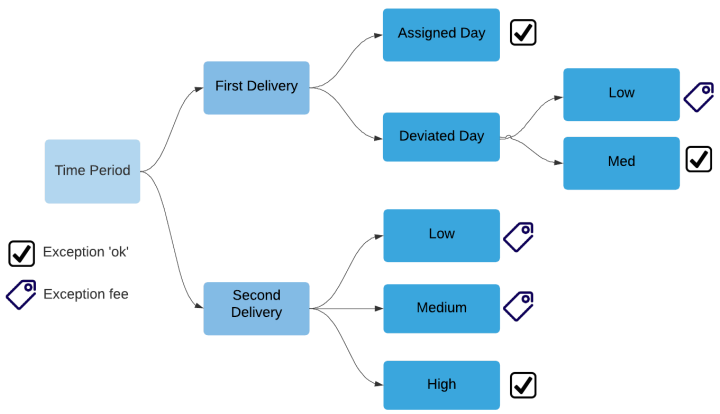 Time Period
First Delivery
Assigned Day
Deviated Day
Low
Med
Second
Delivery
Low
Medium
High
Exception 'ok'
Exception fee